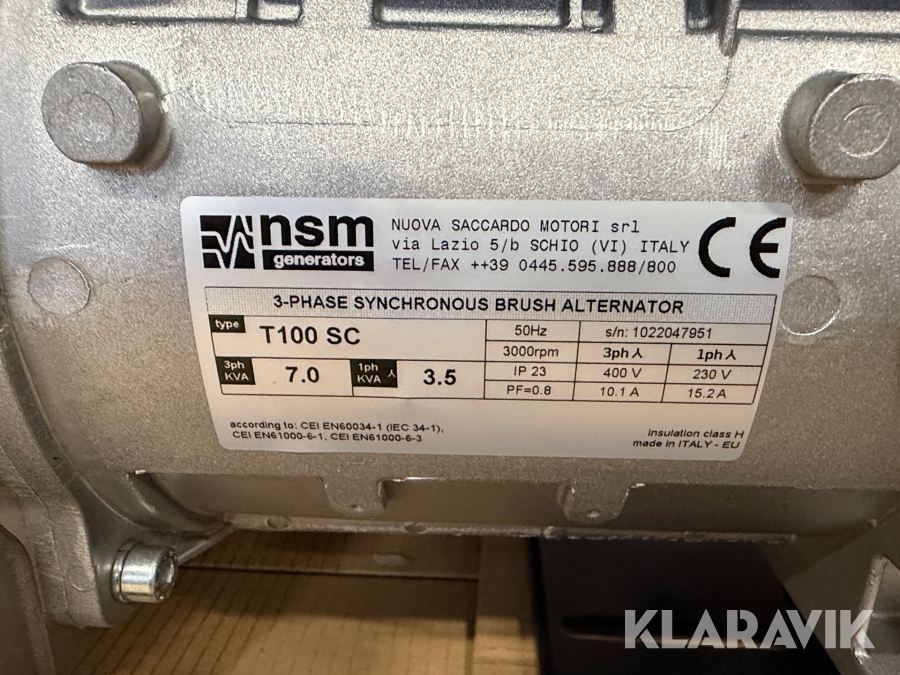 nsm
generators
NUOVA SACCARDO MOTORI srl
via Lazio 5/b SCHIO (VI) ITALY
TEL/FAX ++39 0445.595.888/800
CE
3-PHASE SYNCHRONOUS BRUSH ALTERNATOR
type T100 SC
50Hz s/n: 1022047951
3000rpm 3ph ⅄ 1ph ⅄
3ph KVA 7.0 1ph KVA ⅄ 3.5
IP 23 400 V 230 V
PF=0.8 10.1 A 15.2 A
according to: CEI EN60034-1 (IEC 34-1),
CEI EN61000-6-1, CEI EN61000-6-3
insulation class H
made in ITALY - EU
KLARAVIK